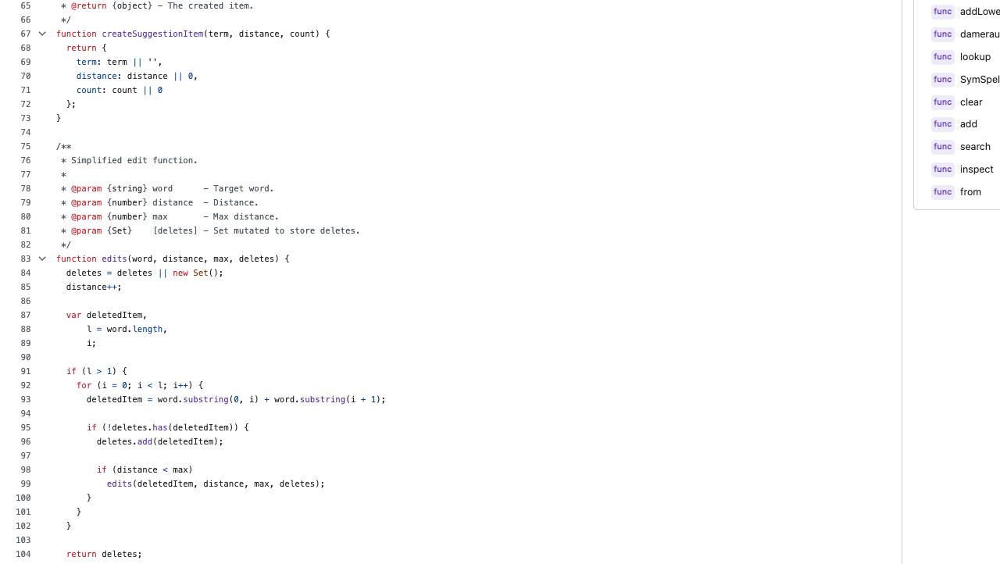 65 * @return {object} - The created item.
66 */
67 function createSuggestionItem(term, distance, count) {
68 return {
69 term: term || '',
70 distance: distance || 0,
71 count: count || 0
72 };
73 }
74
75 /**
76 * Simplified edit function.
77 *
78 * @param {string} word - Target word.
79 * @param {number} distance - Distance.
80 * @param {number} max - Max distance.
81 * @param {Set} [deletes] - Set mutated to store deletes.
82 */
83 function edits(word, distance, max, deletes) {
84 deletes = deletes || new Set();
85 distance++;
86
87 var deletedItem,
88 l = word.length,
89 i;
90
91 if (l > 1) {
92 for (i = 0; i < l; i++) {
93 deletedItem = word.substring(0, i) + word.substring(i + 1);
94
95 if (!deletes.has(deletedItem)) {
96 deletes.add(deletedItem);
97
98 if (distance < max)
99 edits(deletedItem, distance, max, deletes);
100 }
101 }
102 }
103
104 return deletes;
func addLowe
func damerau
func lookup
func SymSpel
func clear
func add
func search
func inspect
func from